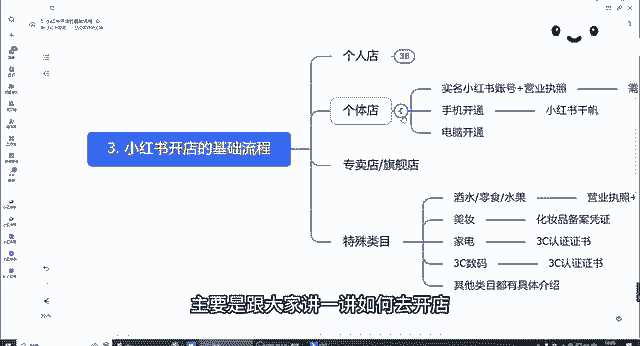 3. 小红书开店的基础流程
个人店
38
个体店
实名小红书账号+营业执照
需
手机开通
小红书千帆
电脑开通
专卖店/旗舰店
特殊类目
酒水/零食/水果
营业执照+
美妆
化妆品备案凭证
家电
3C认证证书
3C数码
3C认证证书
其他类目都有具体介绍
主要是跟大家讲一讲如何去开店